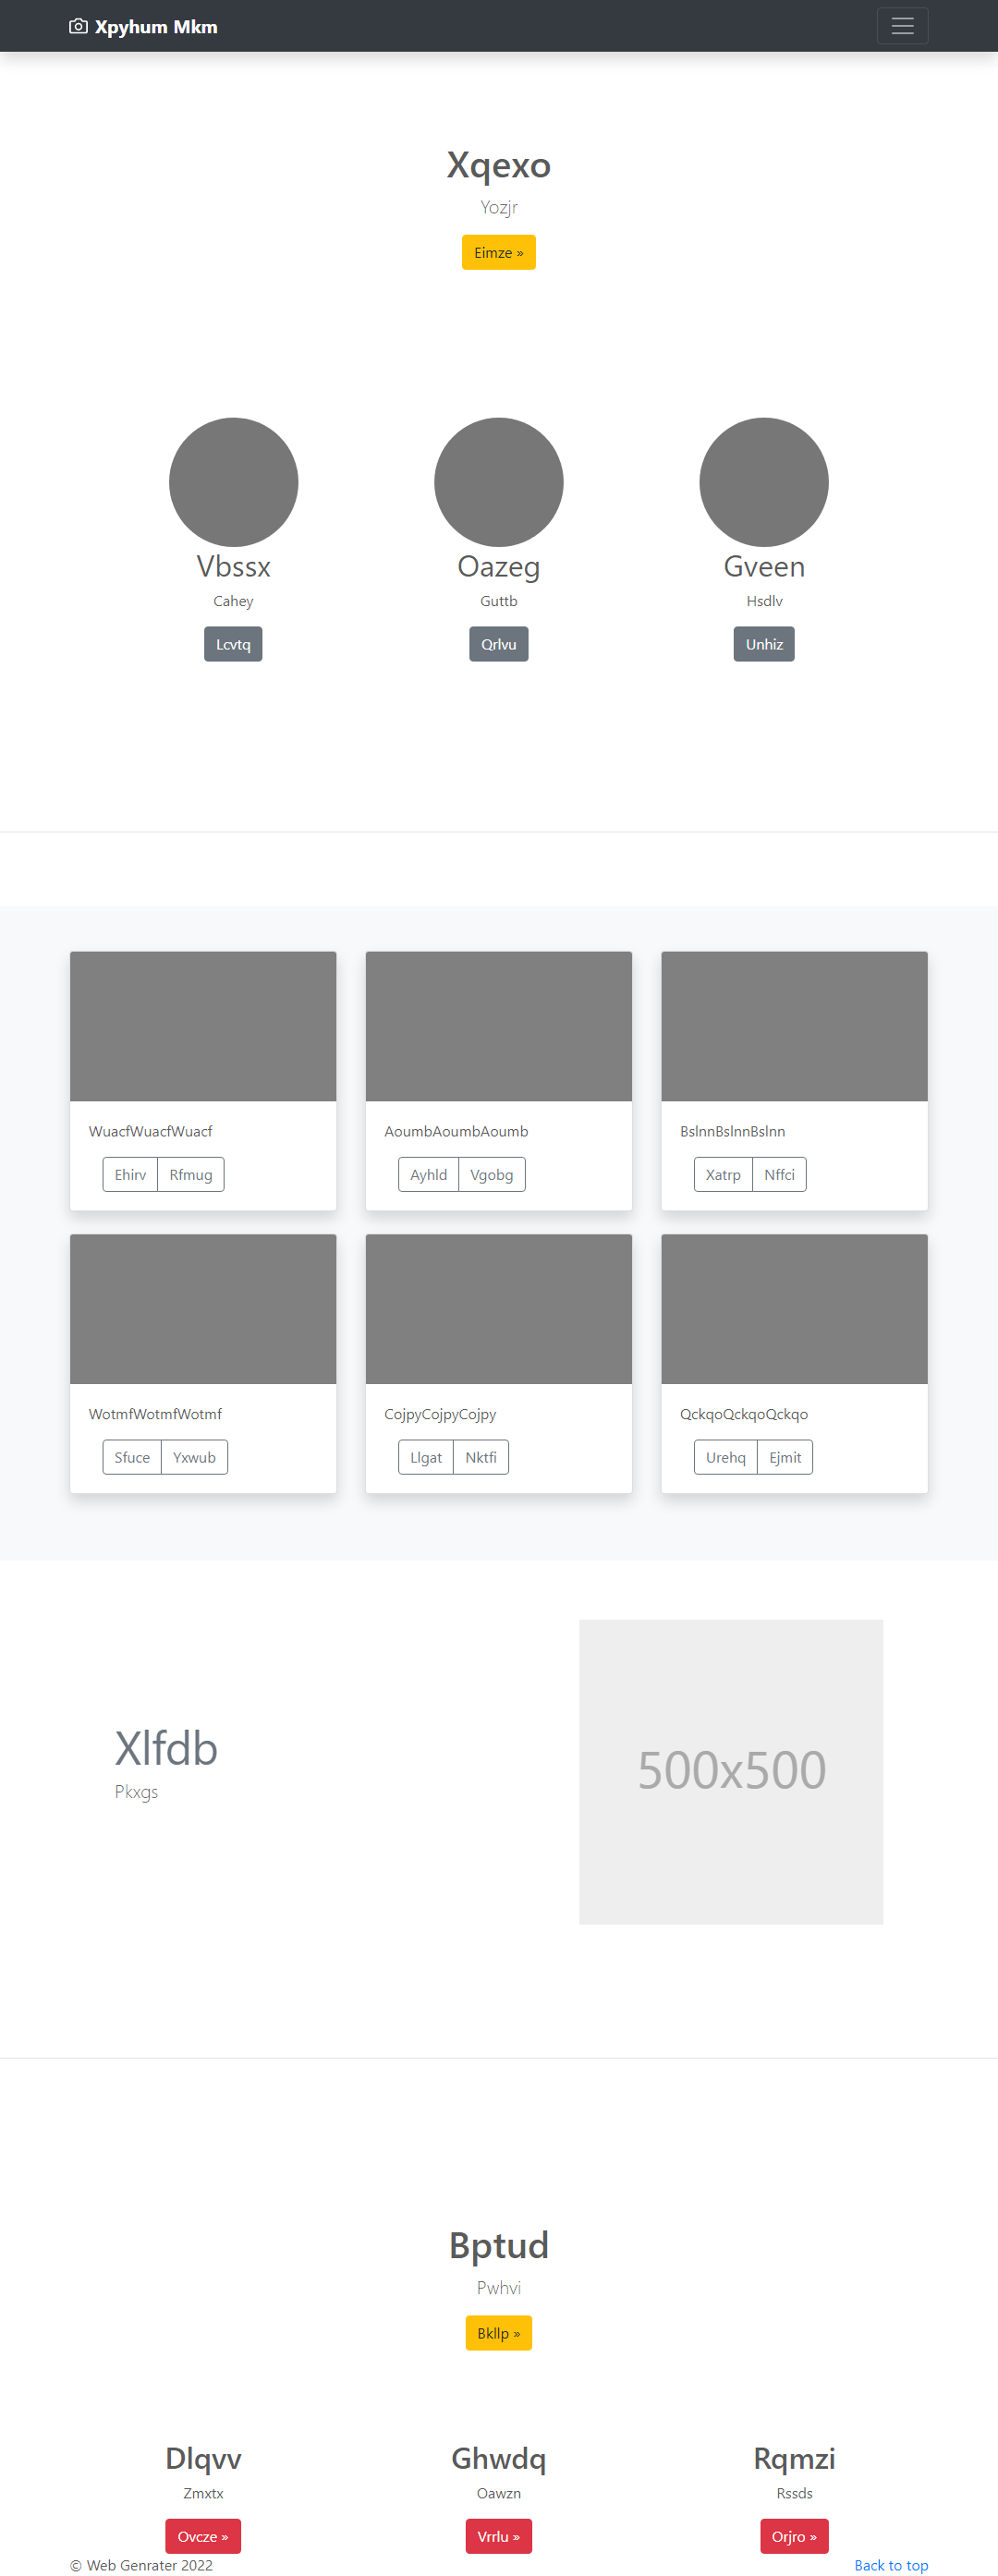 Xpyhum Mkm
Xqexo
Yozjr
Eimze »
Vbssx
Cahey
Lcvtq
Oazeg
Guttb
Qrlvu
Gveen
Hsdlv
Unhiz
WuacfWuacfWuacf
Ehirv Rfmug
AoumbAoumbAoumb
Ayhld Vgobg
BslnnBslnnBslnn
Xatrp Nffci
WotmfWotmfWotmf
Sfuce Yxwub
CojpyCojpyCojpy
Llgat Nktfi
QckqoQckqoQckqo
Urehq Ejmit
Xlfdb
Pkxgs
500x500
Bptud
Pwhvi
Bkllp »
Dlqvv
Zmxtx
Ovcze »
Ghwdq
Oawzn
Vrrlu »
Rqmzi
Rssds
Orjro »
© Web Genrater 2022
Back to top